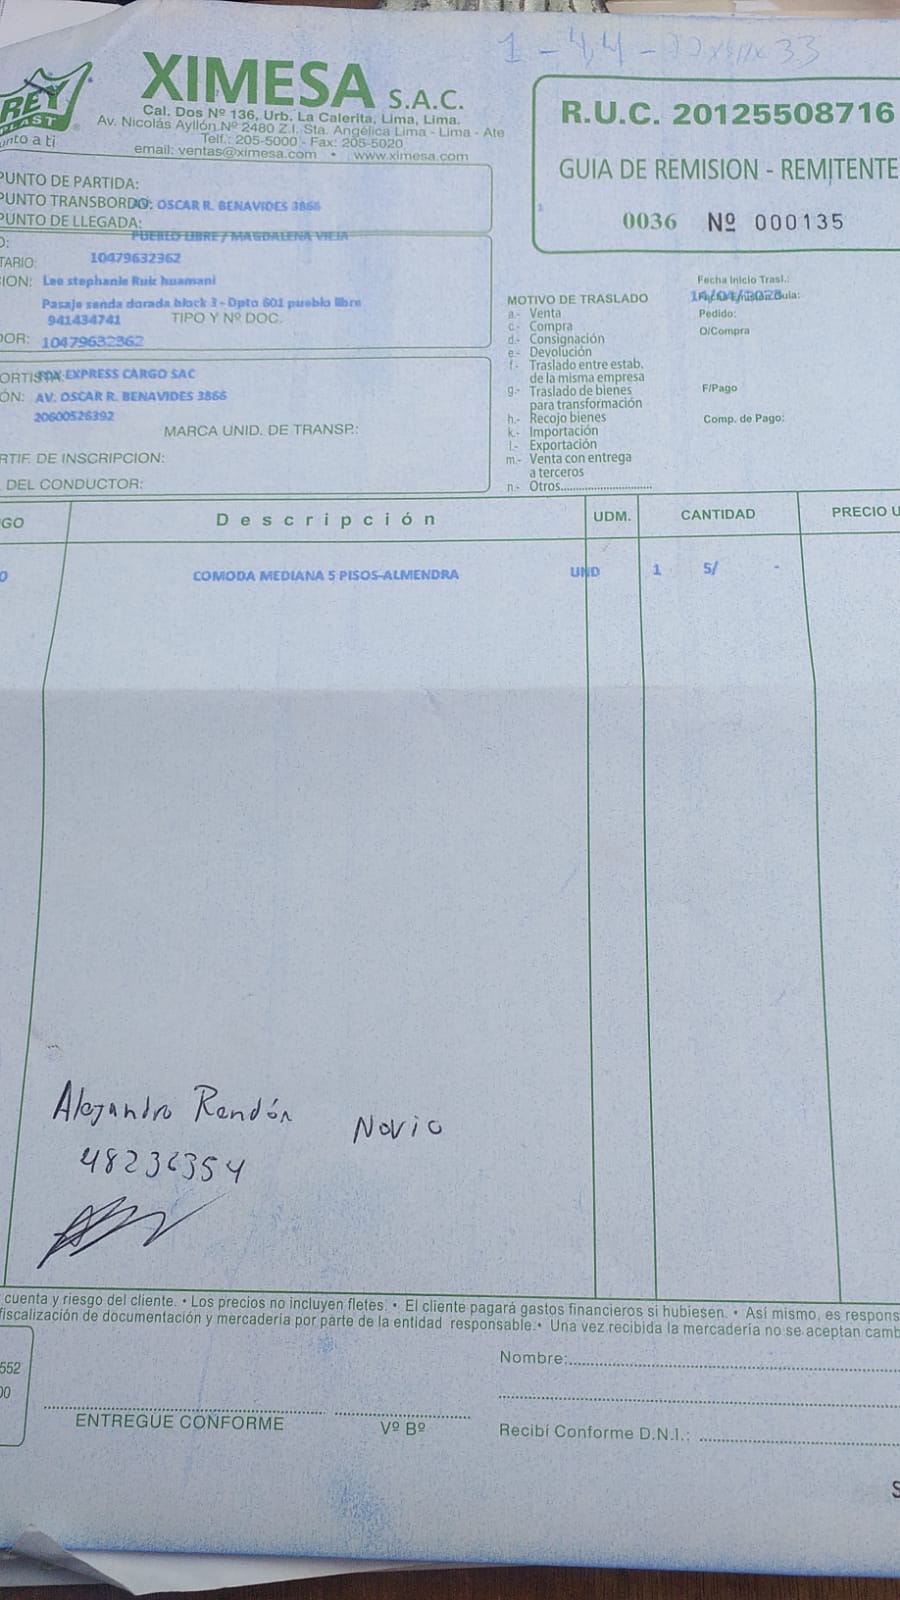 REY
PLAST
unto a ti
XIMESA S.A.C.
Cal. Dos Nº 136, Urb. La Calerita, Lima, Lima.
Av. Nicolás Ayllón Nº 2480 Z.I. Sta. Angélica Lima - Lima - Ate
Telf.: 205-5000 - Fax: 205-5020
email: ventas@ximesa.com • www.ximesa.com
1 - 44 -
R.U.C. 20125508716
GUIA DE REMISION - REMITENTE
0036 Nº 000135
PUNTO DE PARTIDA:
PUNTO TRANSBORDO: OSCAR R. BENAVIDES 3866
PUNTO DE LLEGADA:
PUEBLO LIBRE / MAGDALENA VIEJA
O:
TARIO: 10479632362
CION: Lee stephanie Ruiz huamani
Pasaje senda dorada block 3 - Dpto 601 pueblo libre
941434741 TIPO Y Nº DOC.
DOR: 10479632362
ORTISTA: EXPRESS CARGO SAC
ÓN: AV. OSCAR R. BENAVIDES 3866
20600526392
MARCA UNID. DE TRANSP.:
RTIF. DE INSCRIPCION:
DEL CONDUCTOR:
MOTIVO DE TRASLADO
a.- Venta
c.- Compra
d.- Consignación
e.- Devolución
f.- Traslado entre estab.
de la misma empresa
g.- Traslado de bienes
para transformación
h.- Recojo bienes
k.- Importación
l.- Exportación
m.- Venta con entrega
a terceros
n.- Otros
Fecha Inicio Trasl.:
Pedido:
O/Compra
F/Pago
Comp. de Pago:
GO Descripción UDM. CANTIDAD PRECIO U
0 COMODA MEDIANA 5 PISOS-ALMENDRA UND 1 S/ -
Alejandro Rendón Novio
48236354
cuenta y riesgo del cliente. • Los precios no incluyen fletes. • El cliente pagará gastos financieros si hubiesen. • Así mismo, es respons
fiscalización de documentación y mercadería por parte de la entidad responsable. • Una vez recibida la mercadería no se aceptan camb
552
00
ENTREGUE CONFORME
Vº Bº
Nombre:
Recibí Conforme D.N.I.:
S